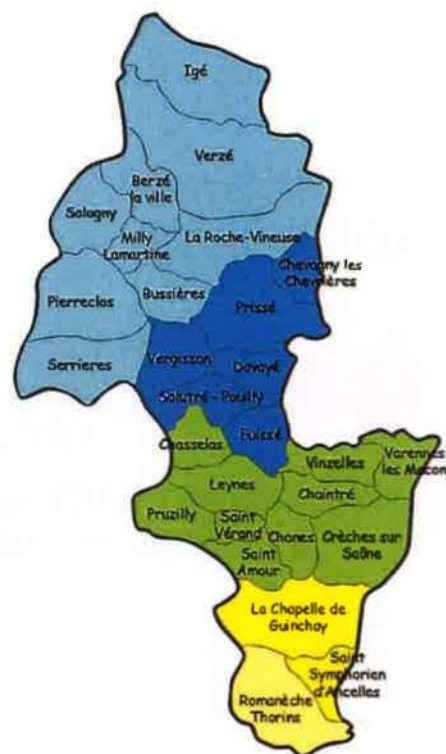 Igé
Verzé
Berzé
la ville
Sologny
Milly
Lamartine
La Roche-Vineuse
Chevagny les
Chevrières
Pierreclos
Bussières
Prissé
Serrieres
Vergisson
Davayé
Solutré - Pouilly
Fuissé
Chasselas
Vinzelles
Varennes
les Macon
Leynes
Chaintré
Pruzilly
Saint
Vérand
Chanes
Crèches sur
Saône
Saint
Amour
La Chapelle de
Guinchay
Saint
Symphorien
d'Ancelles
Romanèche
Thorins